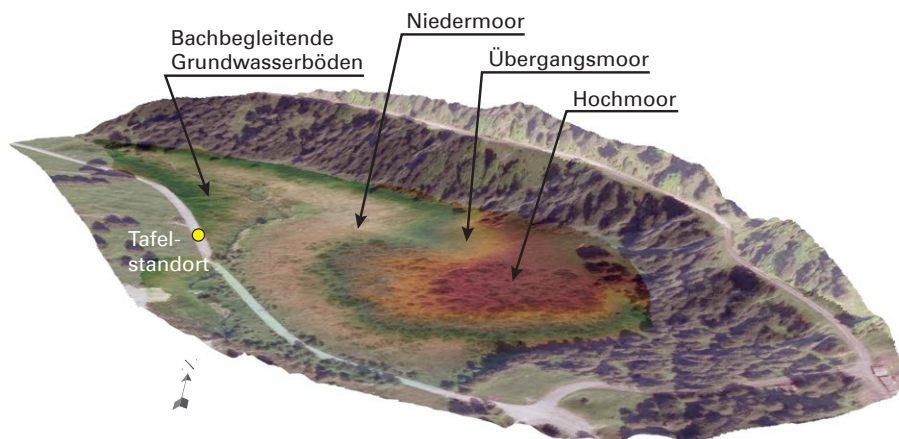 Niedermoor
Bachbegleitende
Grundwasserböden
Übergangsmoor
Hochmoor
Tafel-
standort
N